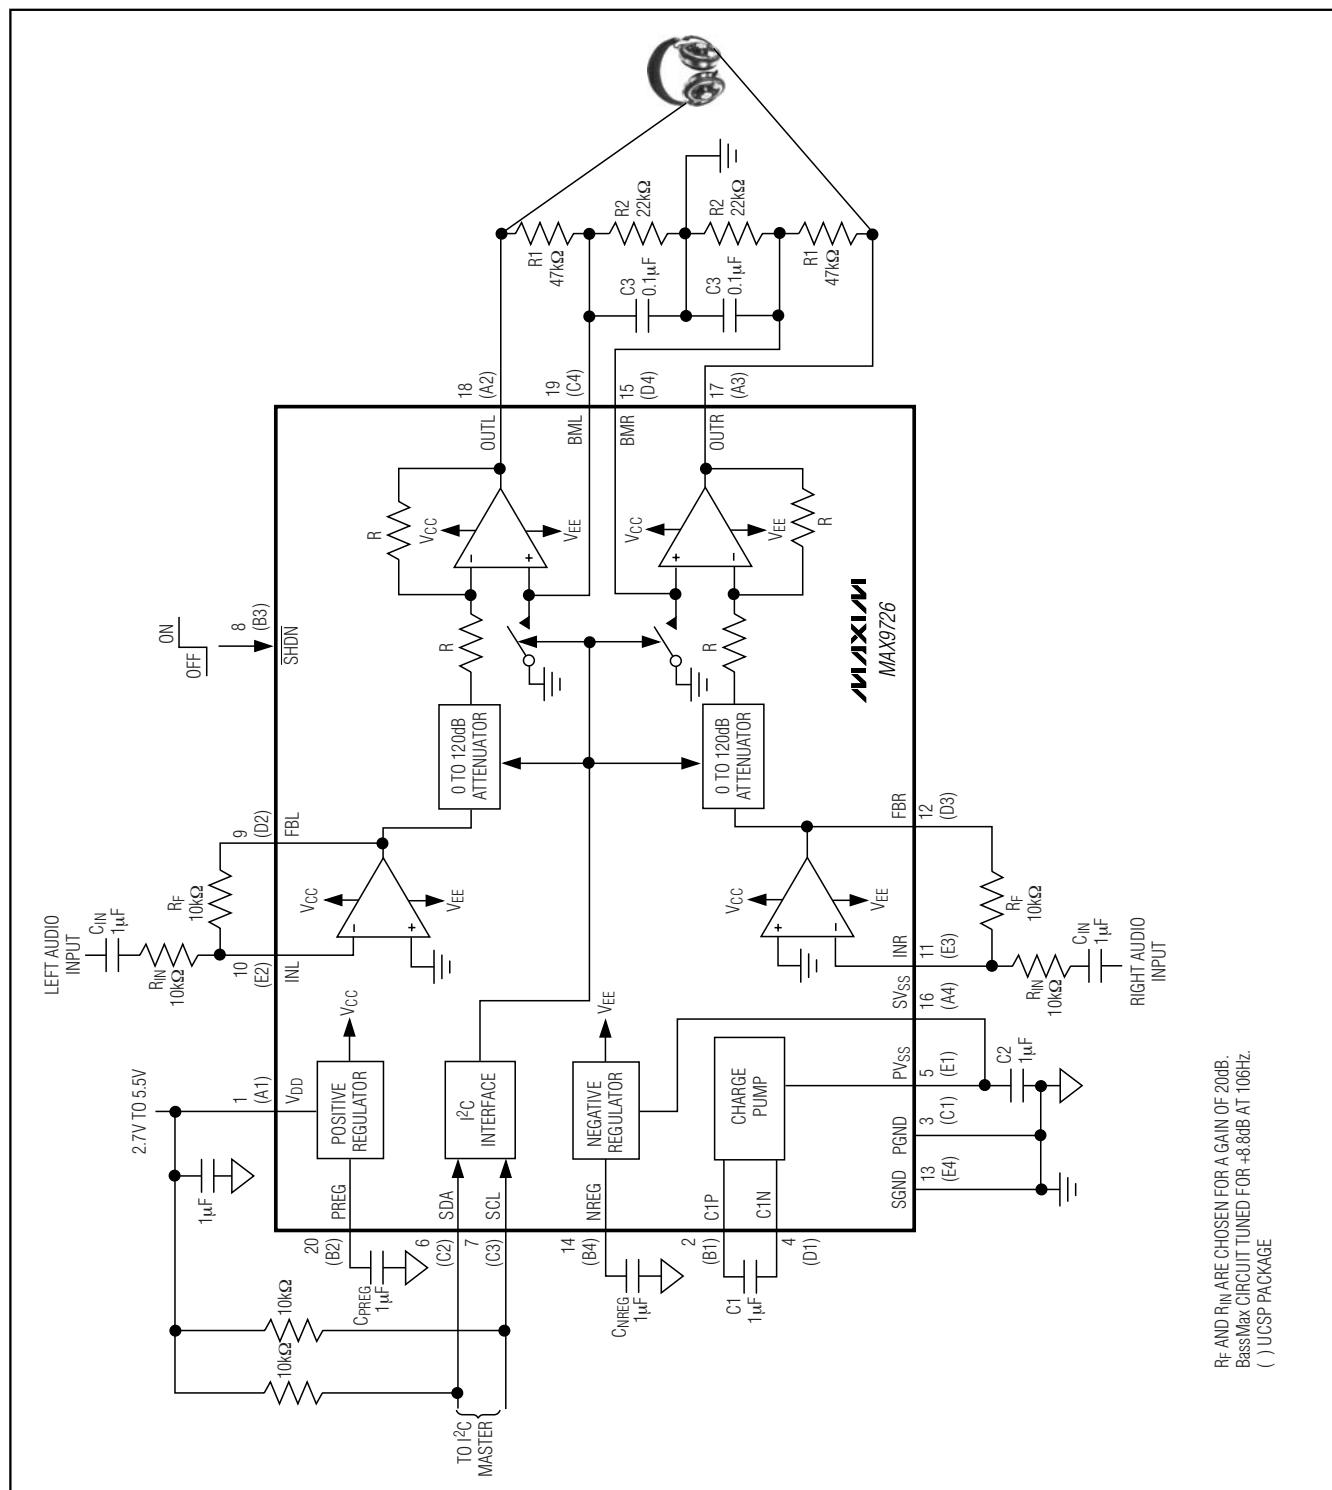 LEFT AUDIO
INPUT
C_IN
1µF
R_IN
10kΩ
R_F
10kΩ
10
(E2)
INL
9
(D2)
FBL
ON
OFF
8
(B3)
SHDN
18
(A2)
OUTL
19
(C4)
BML
15
(D4)
BMR
17
(A3)
OUTR
R1
47kΩ
R2
22kΩ
R2
22kΩ
R1
47kΩ
C3
0.1µF
C3
0.1µF
2.7V TO 5.5V
1
(A1)
V_DD
1µF
POSITIVE
REGULATOR
V_CC
I²C
INTERFACE
NEGATIVE
REGULATOR
V_EE
CHARGE
PUMP
V_CC
V_EE
-
+
0 TO 120dB
ATTENUATOR
R
R
V_CC
V_EE
-
+
V_CC
V_EE
+
-
0 TO 120dB
ATTENUATOR
R
R
V_CC
V_EE
+
-
MAXIM
MAX9726
PREG
20
(B2)
C_PREG
1µF
SDA
6
(C2)
SCL
7
(C3)
NREG
14
(B4)
C_NREG
1µF
C1P
2
(B1)
C1N
4
(D1)
C1
1µF
10kΩ
10kΩ
TO I²C
MASTER
SGND
13
(E4)
PGND
3
(C1)
PV_SS
5
(E1)
C2
1µF
SV_SS
16
(A4)
INR
11
(E3)
FBR
12
(D3)
R_F
10kΩ
R_IN
10kΩ
C_IN
1µF
RIGHT AUDIO
INPUT
R_F AND R_IN ARE CHOSEN FOR A GAIN OF 20dB.
BassMax CIRCUIT TUNED FOR +8.8dB AT 106Hz.
( ) UCSP PACKAGE